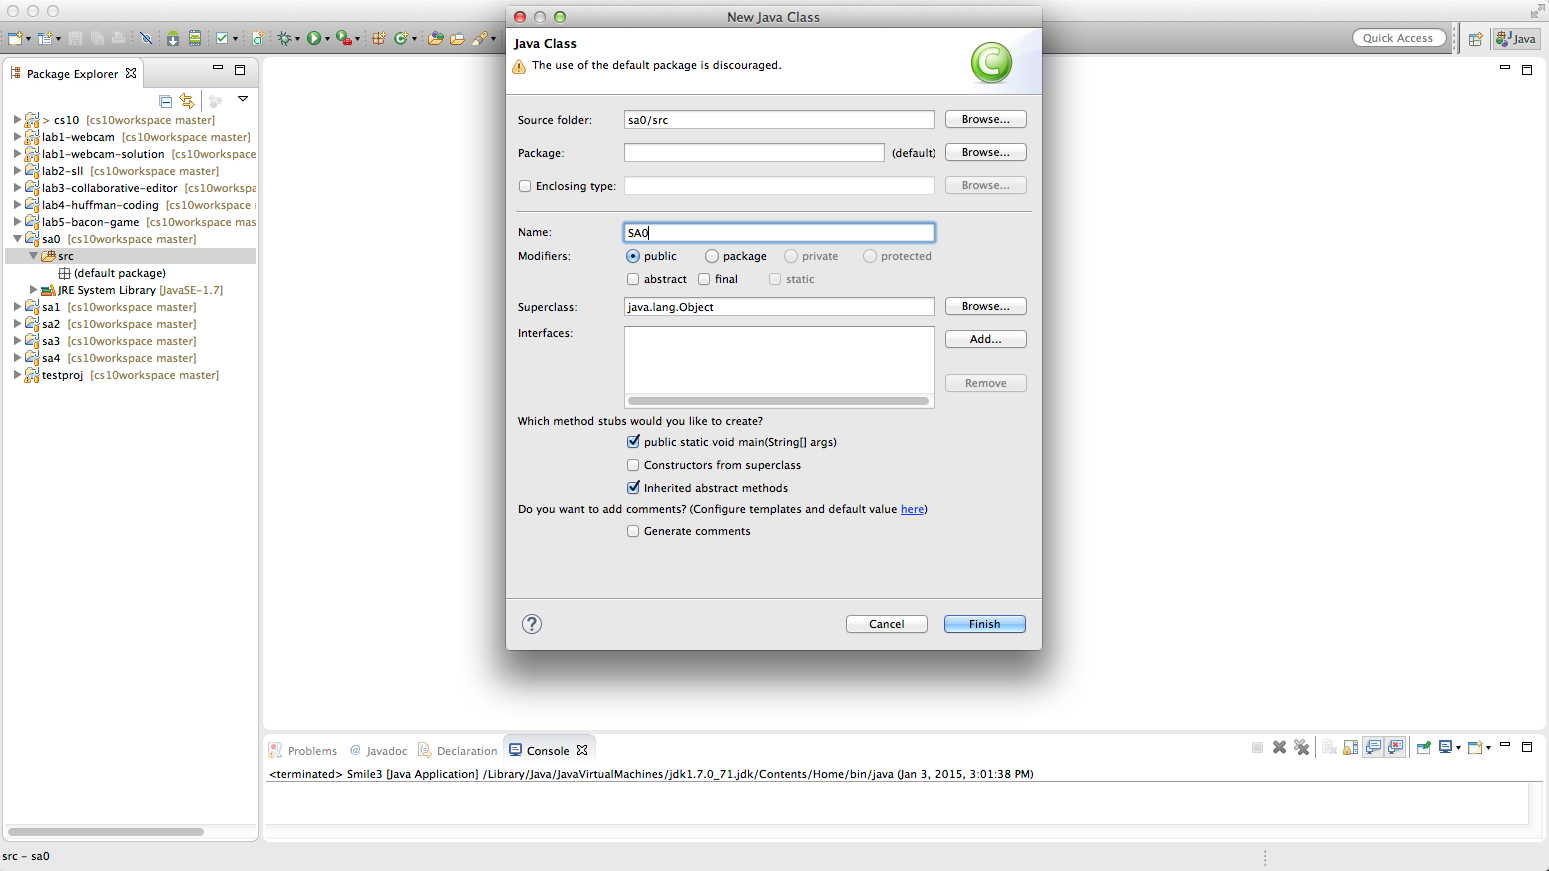 New Java Class
Java Class
The use of the default package is discouraged.
Quick Access
Java
Package Explorer
> cs10 [cs10workspace master]
lab1-webcam [cs10workspace master]
lab1-webcam-solution [cs10workspace
lab2-sll [cs10workspace master]
lab3-collaborative-editor [cs10workspa
lab4-huffman-coding [cs10workspace
lab5-bacon-game [cs10workspace mas
sa0 [cs10workspace master]
src
(default package)
JRE System Library [JavaSE-1.7]
sa1 [cs10workspace master]
sa2 [cs10workspace master]
sa3 [cs10workspace master]
sa4 [cs10workspace master]
testproj [cs10workspace master]
Source folder: sa0/src Browse...
Package: (default) Browse...
Enclosing type: Browse...
Name: SA0
Modifiers: public package private protected
abstract final static
Superclass: java.lang.Object Browse...
Interfaces: Add...
Remove
Which method stubs would you like to create?
public static void main(String[] args)
Constructors from superclass
Inherited abstract methods
Do you want to add comments? (Configure templates and default value here)
Generate comments
? Cancel Finish
Problems @ Javadoc Declaration Console
<terminated> Smile3 [Java Application] /Library/Java/JavaVirtualMachines/jdk1.7.0_71.jdk/Contents/Home/bin/java (Jan 3, 2015, 3:01:38 PM)
src - sa0